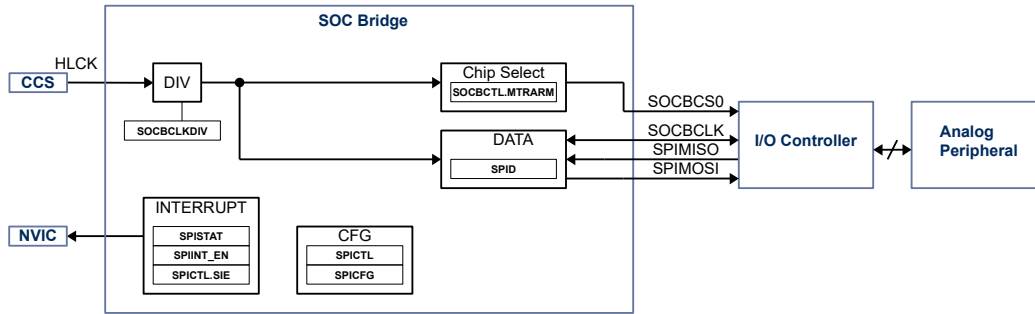 SOC Bridge
HLCK
CCS
DIV
SOCBCLKDIV
Chip Select
SOCBCTL.MTRARM
DATA
SPID
SOCBCS0
SOCBCLK
SPIMISO
SPIMOSI
I/O Controller
Analog
Peripheral
NVIC
INTERRUPT
SPISTAT
SPIINT_EN
SPICTL.SIE
CFG
SPICTL
SPICFG